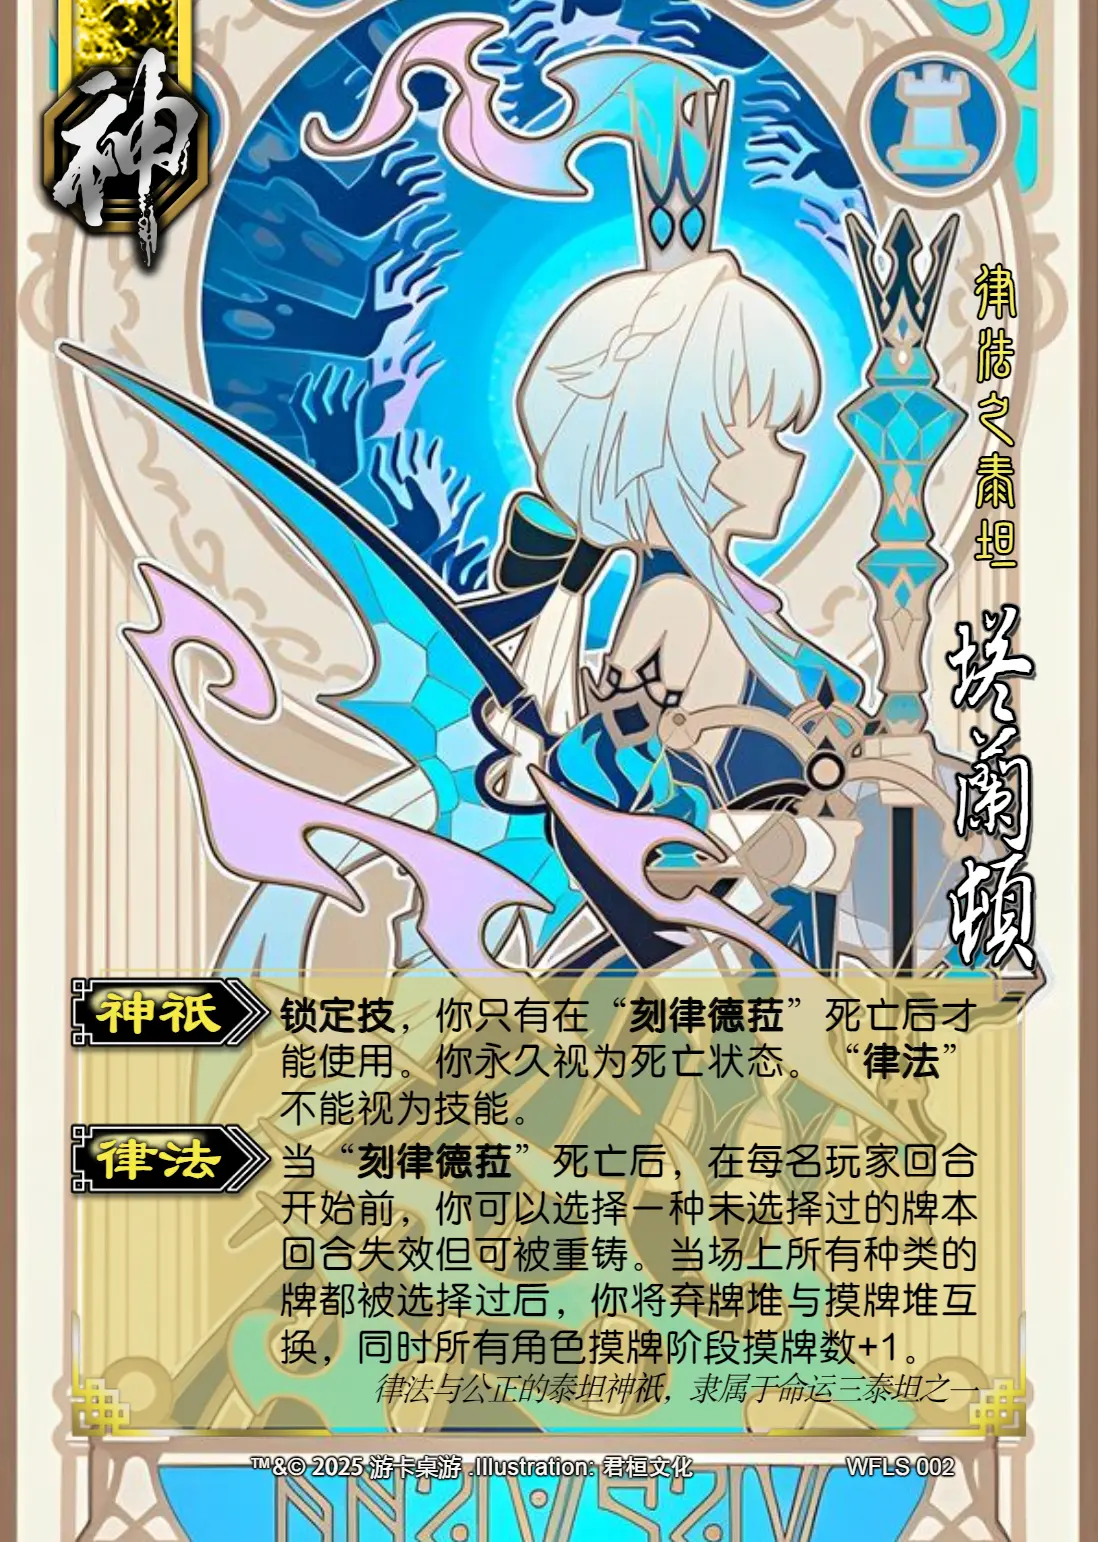 神
律法之泰坦
塔蘭頓
神祇
锁定技，你只有在“刻律德菈”死亡后才
能使用。你永久视为死亡状态。“律法”
不能视为技能。
律法
当“刻律德菈”死亡后，在每名玩家回合
开始前，你可以选择一种未选择过的牌本
回合失效但可被重铸。当场上所有种类的
牌都被选择过后，你将弃牌堆与摸牌堆互
换，同时所有角色摸牌阶段摸牌数+1。
律法与公正的泰坦神祇，隶属于命运三泰坦之一
™&© 2025 游卡桌游 .Illustration: 君桓文化
WFLS 002